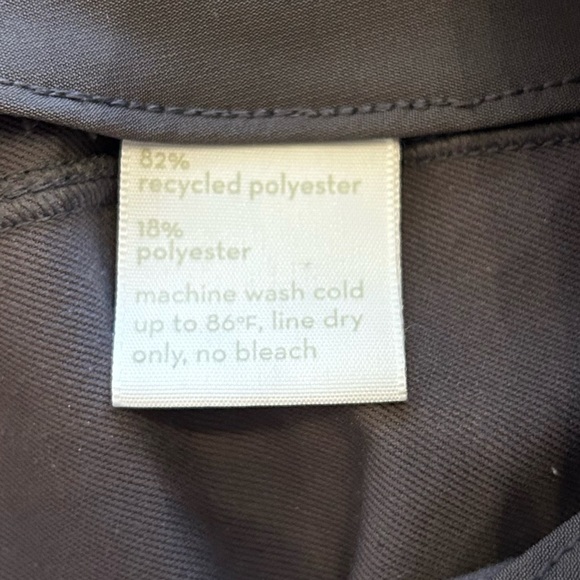 82%
recycled polyester
18%
polyester
machine wash cold
up to 86°F, line dry
only, no bleach